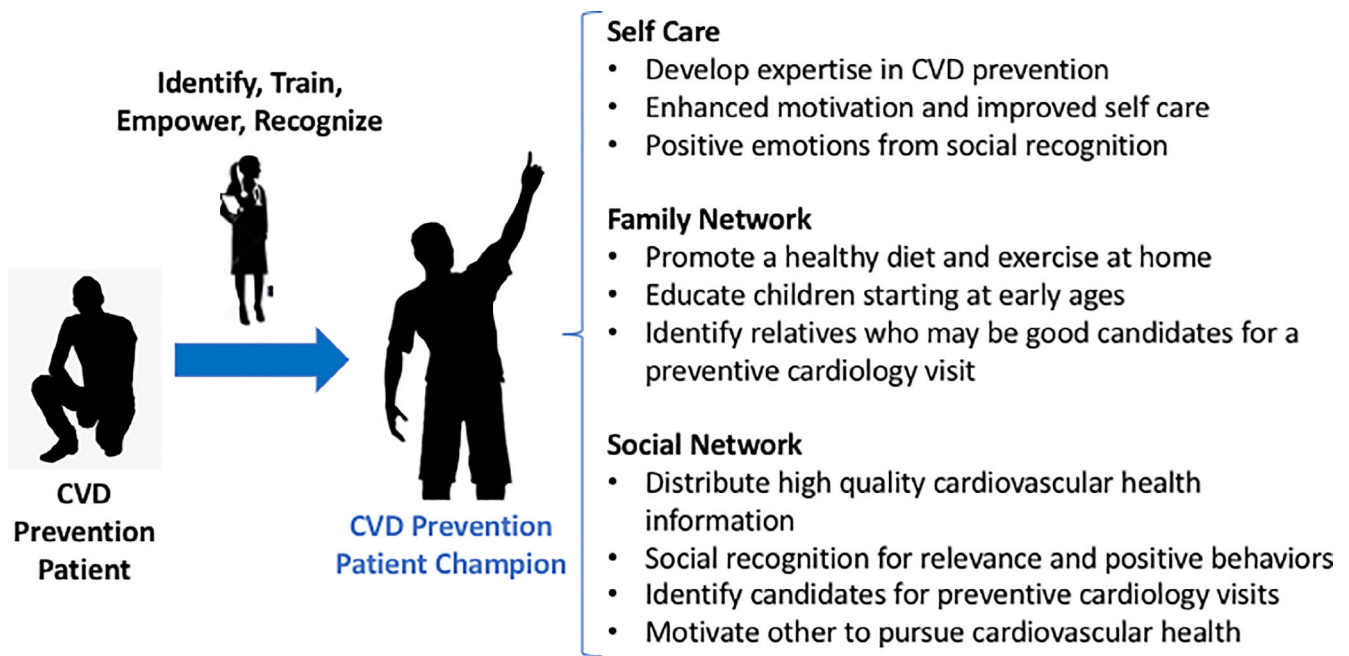 Identify, Train,
Empower, Recognize
CVD
Prevention
Patient
CVD Prevention
Patient Champion
Self Care
• Develop expertise in CVD prevention
• Enhanced motivation and improved self care
• Positive emotions from social recognition
Family Network
• Promote a healthy diet and exercise at home
• Educate children starting at early ages
• Identify relatives who may be good candidates for a
preventive cardiology visit
Social Network
• Distribute high quality cardiovascular health
information
• Social recognition for relevance and positive behaviors
• Identify candidates for preventive cardiology visits
• Motivate other to pursue cardiovascular health